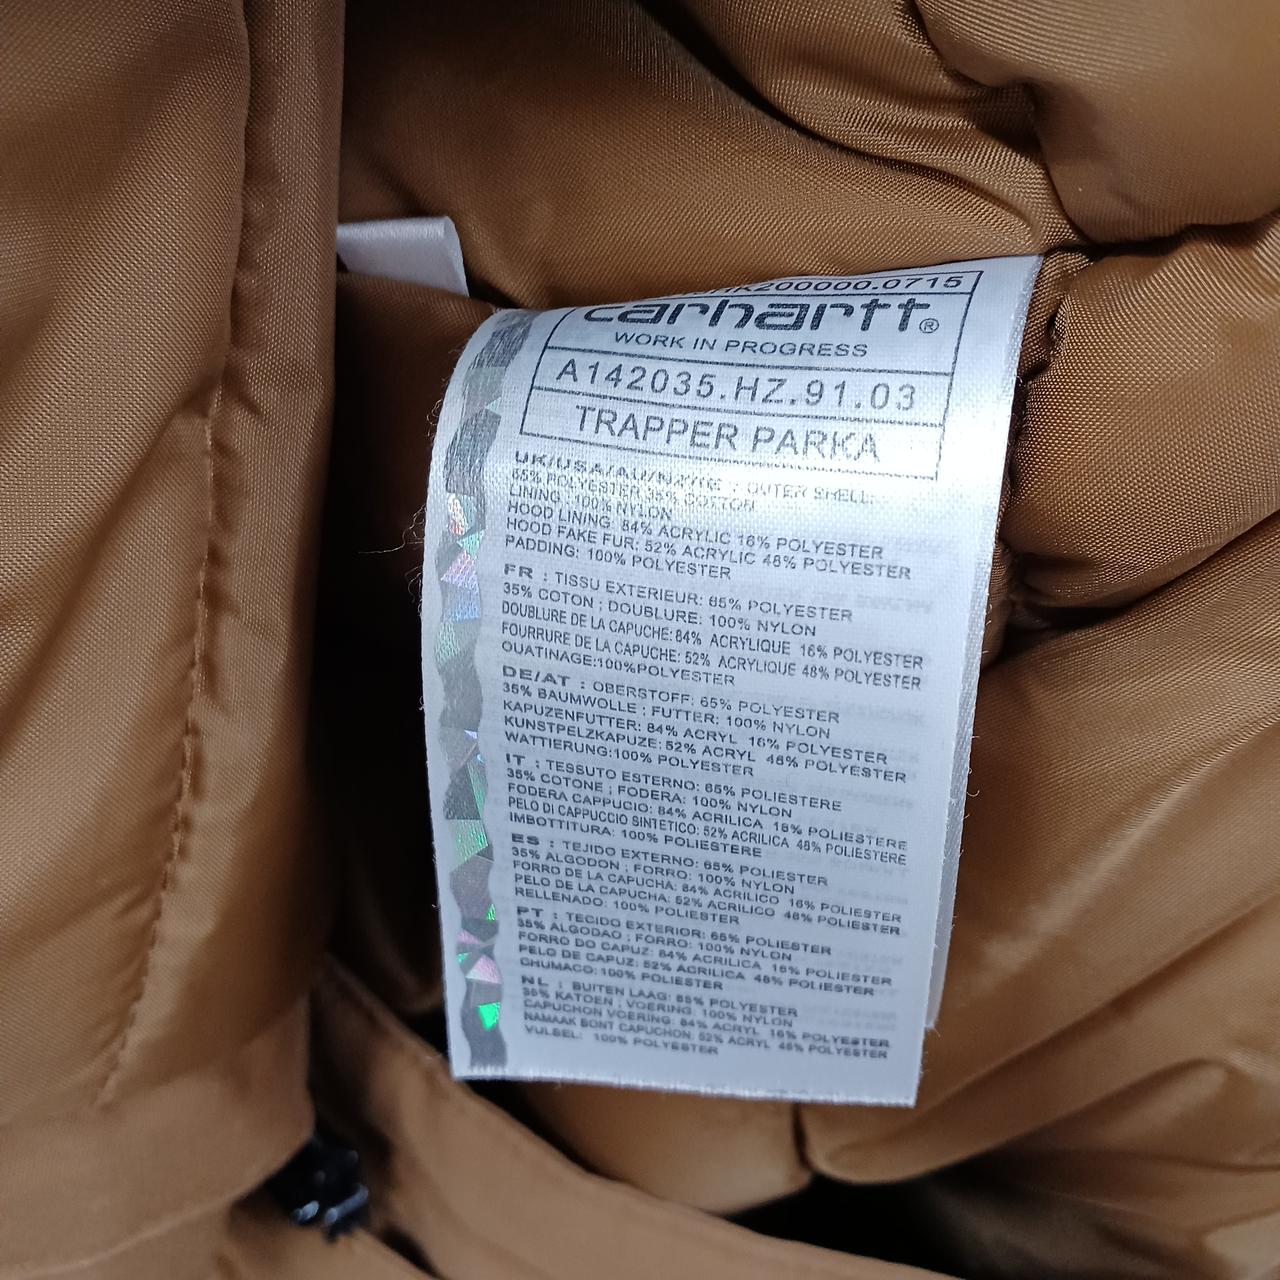 K200000.0715
carhartt®
WORK IN PROGRESS
A142035.HZ.91.03
TRAPPER PARKA
UK/USA/AU/NZ/IE : OUTER SHELL:
65% POLYESTER 35% COTTON
LINING : 100% NYLON
HOOD LINING: 84% ACRYLIC 16% POLYESTER
HOOD FAKE FUR: 52% ACRYLIC 48% POLYESTER
PADDING: 100% POLYESTER
FR : TISSU EXTERIEUR: 65% POLYESTER
35% COTON ; DOUBLURE: 100% NYLON
DOUBLURE DE LA CAPUCHE: 84% ACRYLIQUE 16% POLYESTER
FOURRURE DE LA CAPUCHE: 52% ACRYLIQUE 48% POLYESTER
OUATINAGE:100%POLYESTER
DE/AT : OBERSTOFF: 65% POLYESTER
35% BAUMWOLLE ; FUTTER: 100% NYLON
KAPUZENFUTTER: 84% ACRYL 16% POLYESTER
KUNSTPELZKAPUZE: 52% ACRYL 48% POLYESTER
WATTIERUNG:100% POLYESTER
IT : TESSUTO ESTERNO: 65% POLIESTERE
35% COTONE ; FODERA: 100% NYLON
FODERA CAPPUCIO: 84% ACRILICA 16% POLIESTERE
PELO DI CAPPUCCIO SINTETICO: 52% ACRILICA 48% POLIESTERE
IMBOTTITURA: 100% POLIESTERE
ES : TEJIDO EXTERNO: 65% POLIESTER
35% ALGODON ; FORRO: 100% NYLON
FORRO DE LA CAPUCHA: 84% ACRILICO 16% POLIESTER
PELO DE LA CAPUCHA: 52% ACRILICO 48% POLIESTER
RELLENADO: 100% POLIESTER
PT : TECIDO EXTERIOR: 65% POLIESTER
35% ALGODAO ; FORRO: 100% NYLON
FORRO DO CAPUZ: 84% ACRILICA 16% POLIESTER
PELO DE CAPUZ: 52% ACRILICA 48% POLIESTER
CHUMACO: 100% POLIESTER
NL : BUITEN LAAG: 65% POLYESTER
35% KATOEN ; VOERING: 100% NYLON
CAPUCHON VOERING: 84% ACRYL 16% POLYESTER
NAMAAK BONT CAPUCHON: 52% ACRYL 48% POLYESTER
VULSEL: 100% POLYESTER